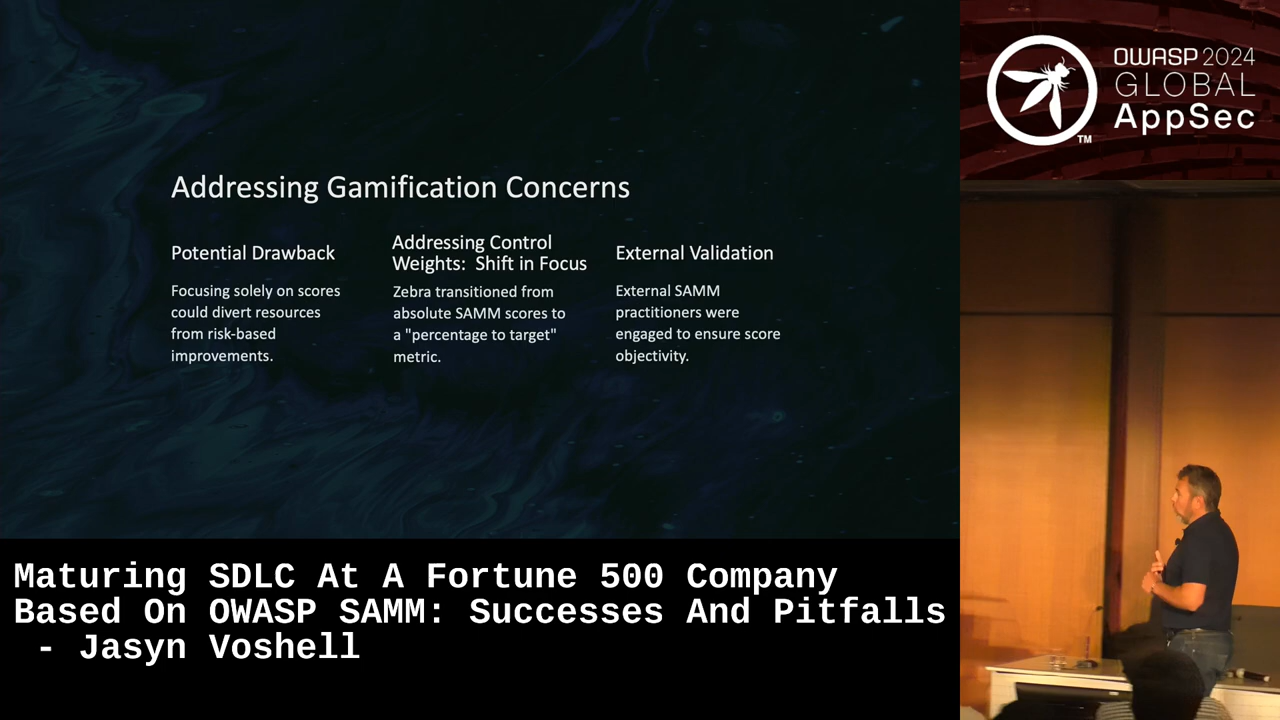 Addressing Gamification Concerns
Potential Drawback
Focusing solely on scores
could divert resources
from risk-based
improvements.
Addressing Control
Weights:  Shift in Focus
Zebra transitioned from
absolute SAMM scores to
a "percentage to target"
metric.
External Validation
External SAMM
practitioners were
engaged to ensure score
objectivity.
OWASP 2024
GLOBAL
AppSec
TM
Maturing SDLC At A Fortune 500 Company
Based On OWASP SAMM: Successes And Pitfalls
- Jasyn Voshell